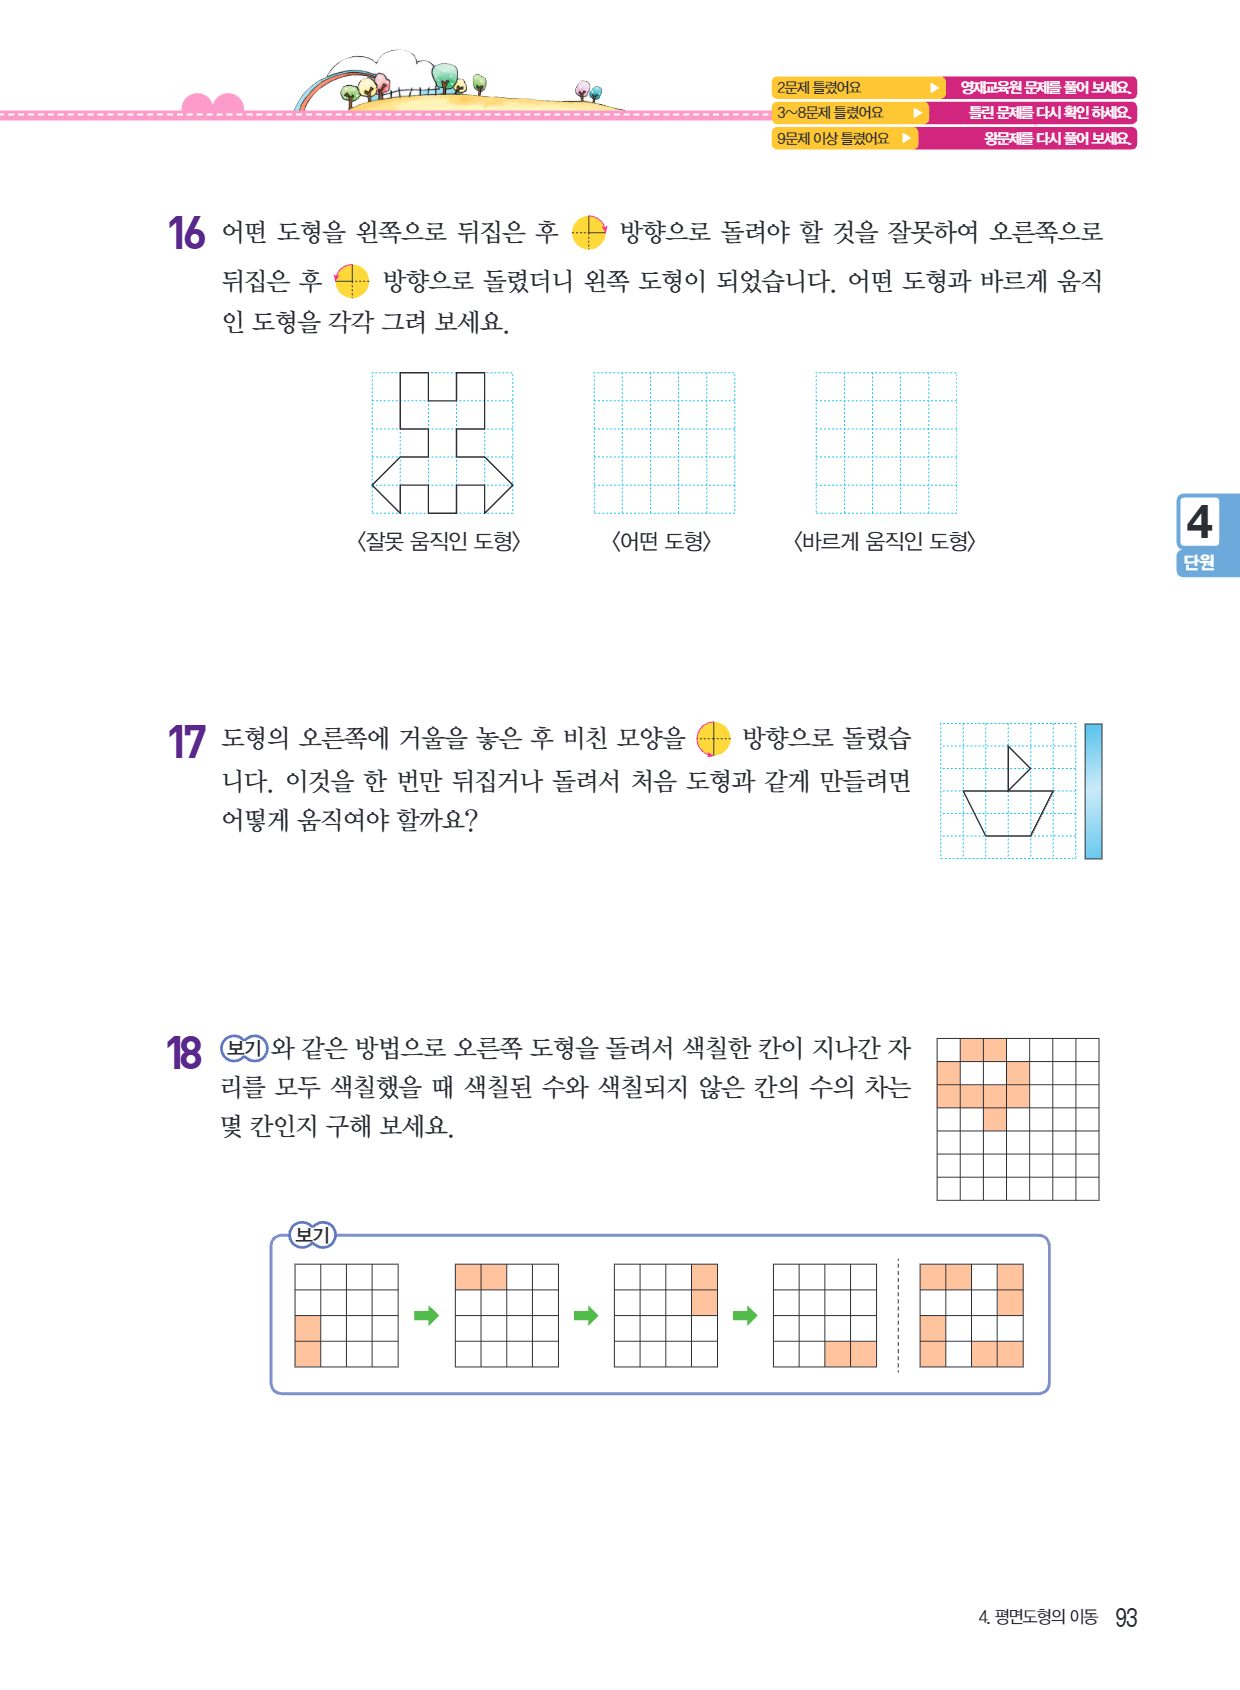 2문제 틀렸어요 ▶ 영재교육원 문제를 풀어 보세요.
3～8문제 틀렸어요 ▶ 틀린 문제를 다시 확인 하세요.
9문제 이상 틀렸어요 ▶ 왕문제를 다시 풀어 보세요.
16 어떤 도형을 왼쪽으로 뒤집은 후 방향으로 돌려야 할 것을 잘못하여 오른쪽으로
뒤집은 후 방향으로 돌렸더니 왼쪽 도형이 되었습니다. 어떤 도형과 바르게 움직
인 도형을 각각 그려 보세요.
〈잘못 움직인 도형〉 〈어떤 도형〉 〈바르게 움직인 도형〉
4
단원
17 도형의 오른쪽에 거울을 놓은 후 비친 모양을 방향으로 돌렸습
니다. 이것을 한 번만 뒤집거나 돌려서 처음 도형과 같게 만들려면
어떻게 움직여야 할까요?
18 보기와 같은 방법으로 오른쪽 도형을 돌려서 색칠한 칸이 지나간 자
리를 모두 색칠했을 때 색칠된 수와 색칠되지 않은 칸의 수의 차는
몇 칸인지 구해 보세요.
보기
4. 평면도형의 이동 93